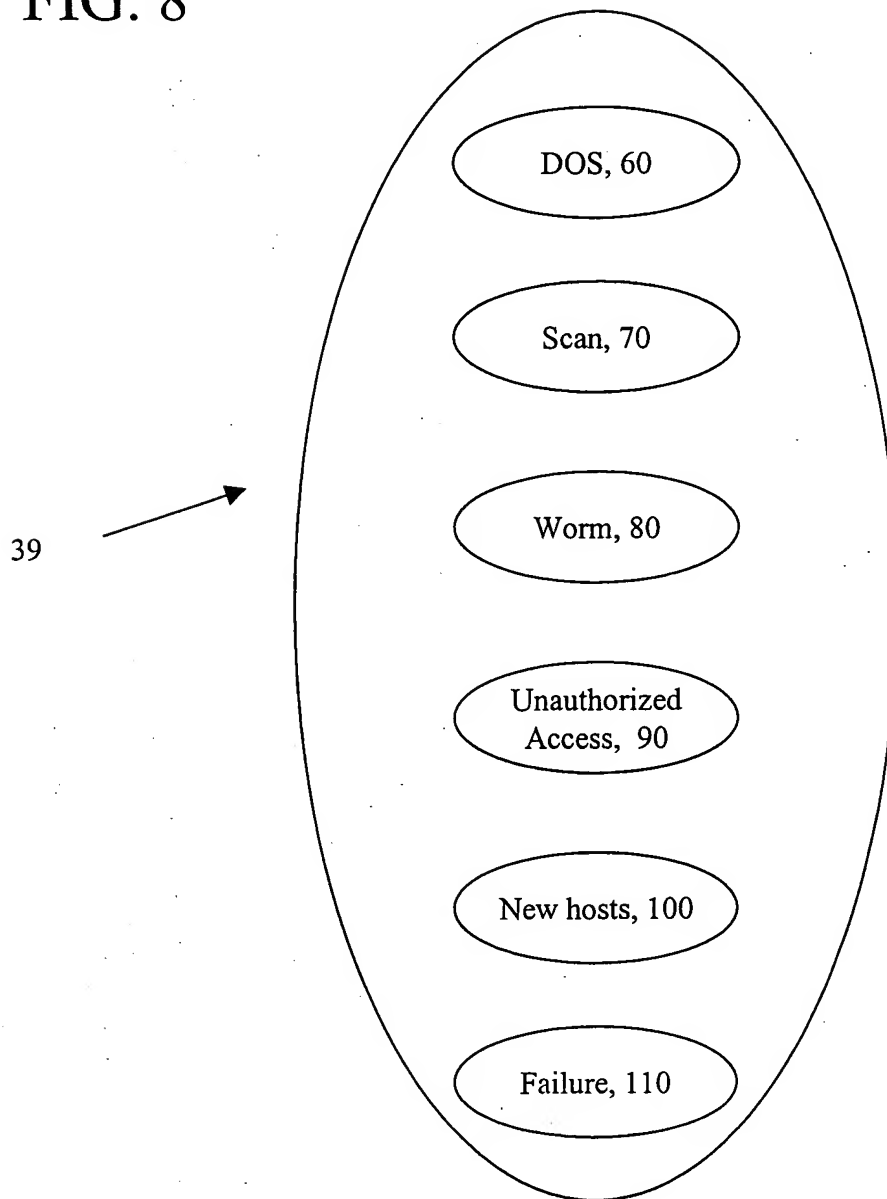 FIG. 8
DOS, 60
Scan, 70
39
Worm, 80
Unauthorized
Access, 90
New hosts, 100
Failure, 110